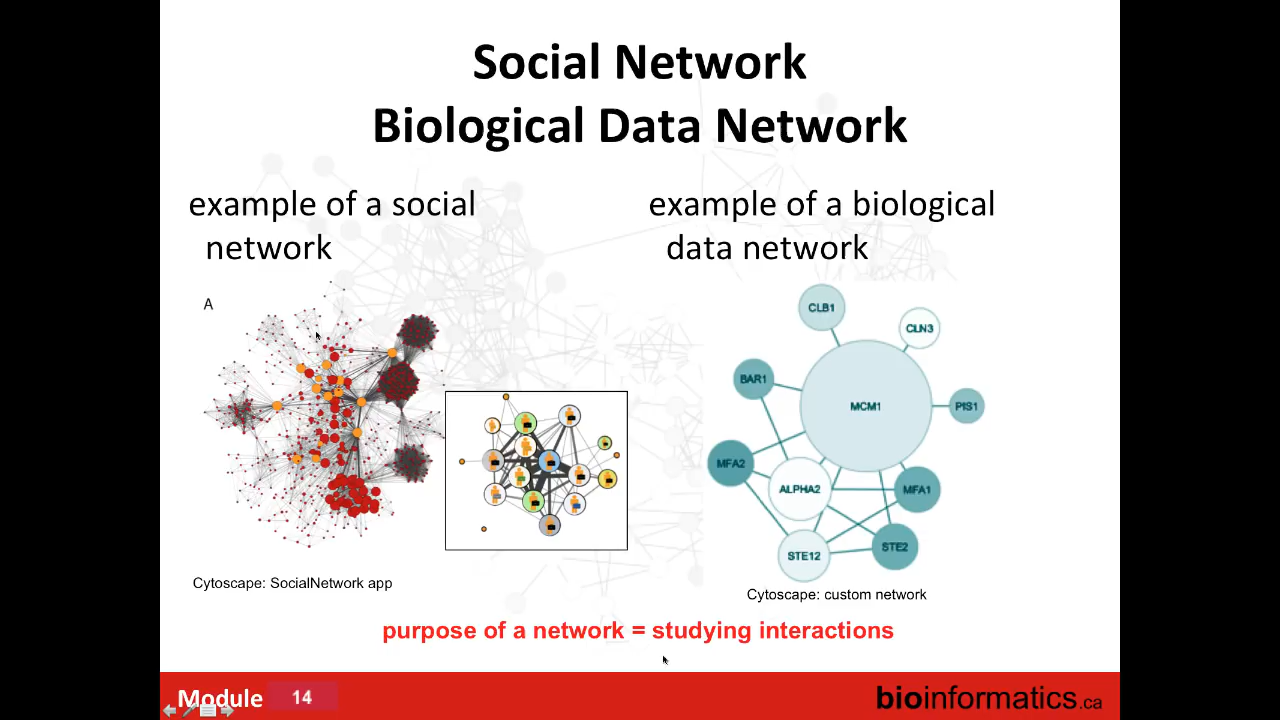 Social Network
Biological Data Network
example of a social
network
example of a biological
data network
A
CLB1
CLN3
BAR1
MCM1
PIS1
MFA2
ALPHA2
MFA1
STE12
STE2
Cytoscape: SocialNetwork app
Cytoscape: custom network
purpose of a network = studying interactions
Module 14
bioinformatics.ca